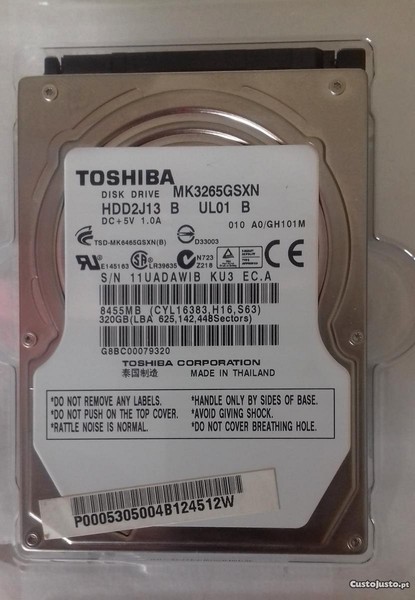 TOSHIBA
DISK DRIVE MK3265GSXN
HDD2J13 B UL01 B
DC+5V 1.0A
010 A0/GH101M
TSD-MK6465GSXN(B) D33003
E145163 LR39635 N723
Z218
S/N 11UADAWIB KU3 EC.A
8455MB (CYL16383,H16,S63)
320GB(LBA 625,142,448Sectors)
G8BC00079320
TOSHIBA CORPORATION
泰国制造 MADE IN THAILAND
*DO NOT REMOVE ANY LABELS.
*DO NOT PUSH ON THE TOP COVER.
*RATTLE NOISE IS NORMAL.
*HANDLE ONLY BY SIDES OF BASE.
*AVOID GIVING SHOCK.
*DO NOT COVER BREATHING HOLE.
P0005305004B124512W
CustoJusto.pt